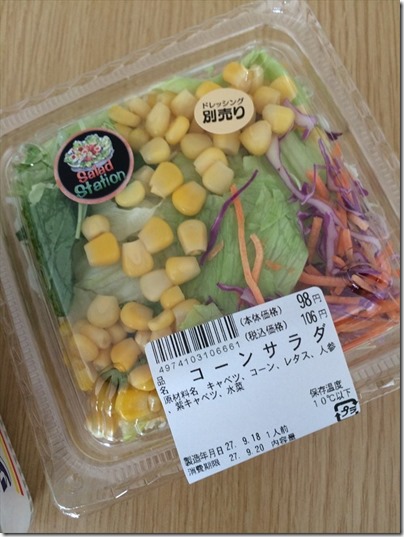 ドレッシング
別売り
Salad
Station
4974103106661
(本体価格) 98円
(税込価格) 106円
品名 コーンサラダ
原材料名 キャベツ、コーン、レタス、人参
、紫キャベツ、水菜
保存温度
10℃以下
製造年月日 27. 9.18 1人前
消費期限 27. 9.20 内容量
プラ